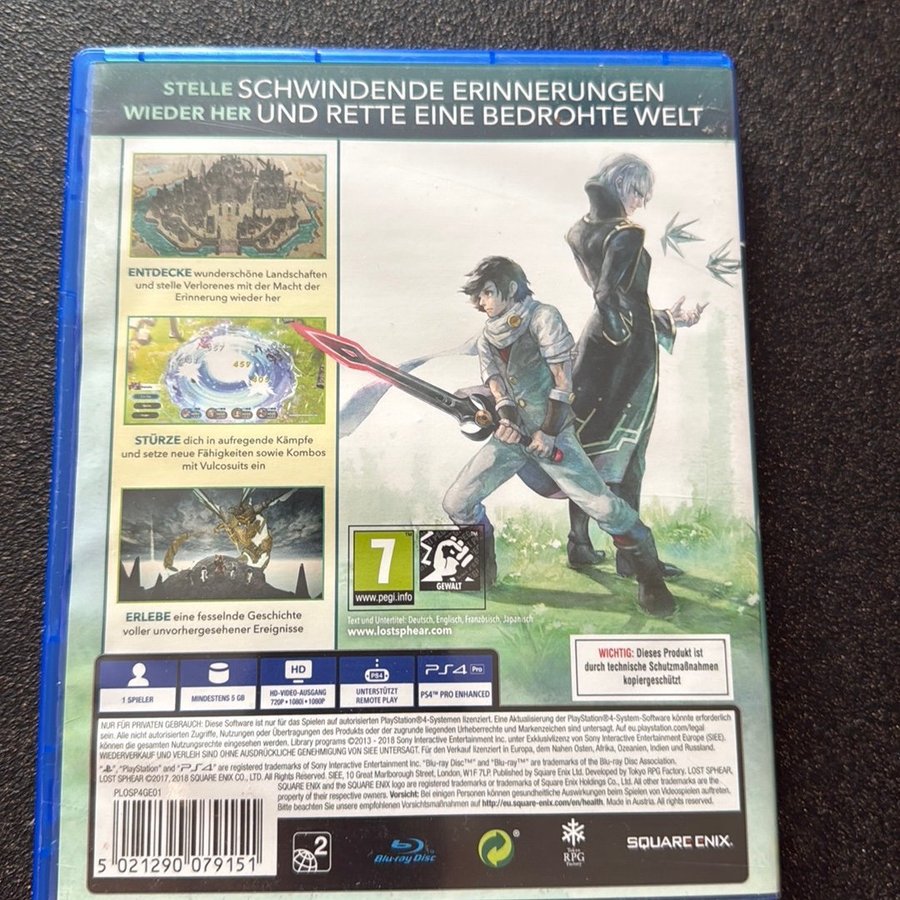 STELLE SCHWINDENDE ERINNERUNGEN
WIEDER HER UND RETTE EINE BEDROHTE WELT
ENTDECKE wunderschöne Landschaften
und stelle Verlorenes mit der Macht der
Erinnerung wieder her
459
STÜRZE dich in aufregende Kämpfe
und setze neue Fähigkeiten sowie Kombos
mit Vulcosuits ein
ERLEBE eine fesselnde Geschichte
voller unvorhergesehener Ereignisse
7
www.pegi.info
GEWALT
Text und Untertitel: Deutsch, Englisch, Französisch, Japanisch
www.lostsphear.com
WICHTIG: Dieses Produkt ist
durch technische Schutzmaßnahmen
kopiergeschützt
1 SPIELER
MINDESTENS 5 GB
HD
HD-VIDEO-AUSGANG
720P • 1080i • 1080P
PS4
UNTERSTÜTZT
REMOTE PLAY
PS4 Pro
PS4™ PRO ENHANCED
NUR FÜR PRIVATEN GEBRAUCH: Diese Software ist nur für das Spielen auf autorisierten PlayStation®4-Systemen lizenziert. Eine Aktualisierung der PlayStation®4-System-Software könnte erforderlich
sein. Alle nicht autorisierten Zugriffe, Nutzungen oder Übertragungen des Produkts oder der zugrunde liegenden Urheberrechte und Markenzeichen sind untersagt. Auf eu.playstation.com/legal
können die gesamten Nutzungsrechte eingesehen werden. Library programs ©2013 - 2018 Sony Interactive Entertainment Inc. unter Exklusivlizenz von Sony Interactive Entertainment Europe (SIEE).
WIEDERVERKAUF UND VERLEIH SIND OHNE AUSDRÜCKLICHE GENEHMIGUNG VON SIEE UNTERSAGT. Für den Verkauf lizenziert in Europa, dem Nahen Osten, Afrika, Ozeanien, Indien und Russland.
"PlayStation" and "PS4" are registered trademarks of Sony Interactive Entertainment Inc. "Blu-ray Disc™" and "Blu-ray™" are trademarks of the Blu-ray Disc Association.
LOST SPHEAR ©2017, 2018 SQUARE ENIX CO., LTD. All Rights Reserved. SIEE, 10 Great Marlborough Street, London, W1F 7LP. Published by Square Enix Ltd. Developed by Tokyo RPG Factory. LOST SPHEAR,
SQUARE ENIX and the SQUARE ENIX logo are registered trademarks or trademarks of Square Enix Holdings Co., Ltd. All other trademarks are the
property of their respective owners. Vorsicht: Bei einigen Personen können gesundheitliche Auswirkungen beim Spielen von Videospielen auftreten.
Bitte beachten Sie unsere empfohlenen Vorsichtsmaßnahmen auf http://eu.square-enix.com/en/health. Made in Austria. All rights reserved.
PLOSP4GE01
5 021290 079151
2
Blu-ray Disc
Tokyo
RPG
Factory
SQUARE ENIX.